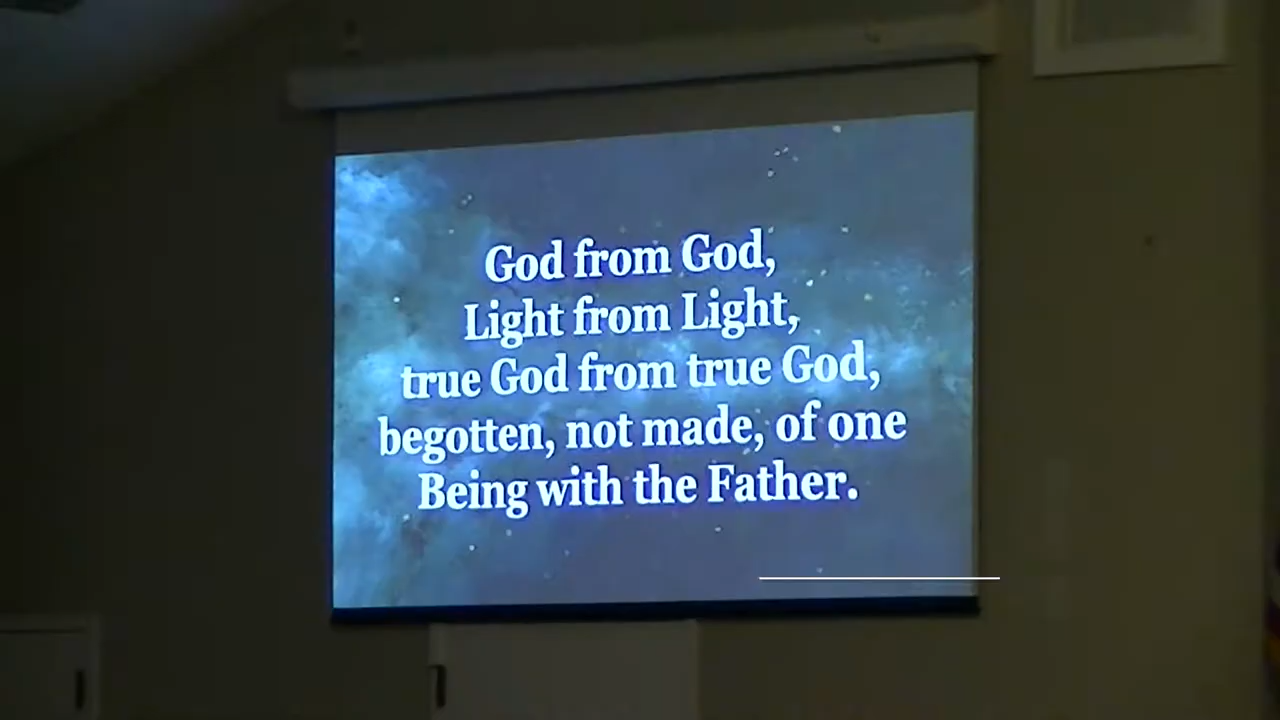 God from God,
Light from Light,
true God from true God,
begotten, not made, of one
Being with the Father.